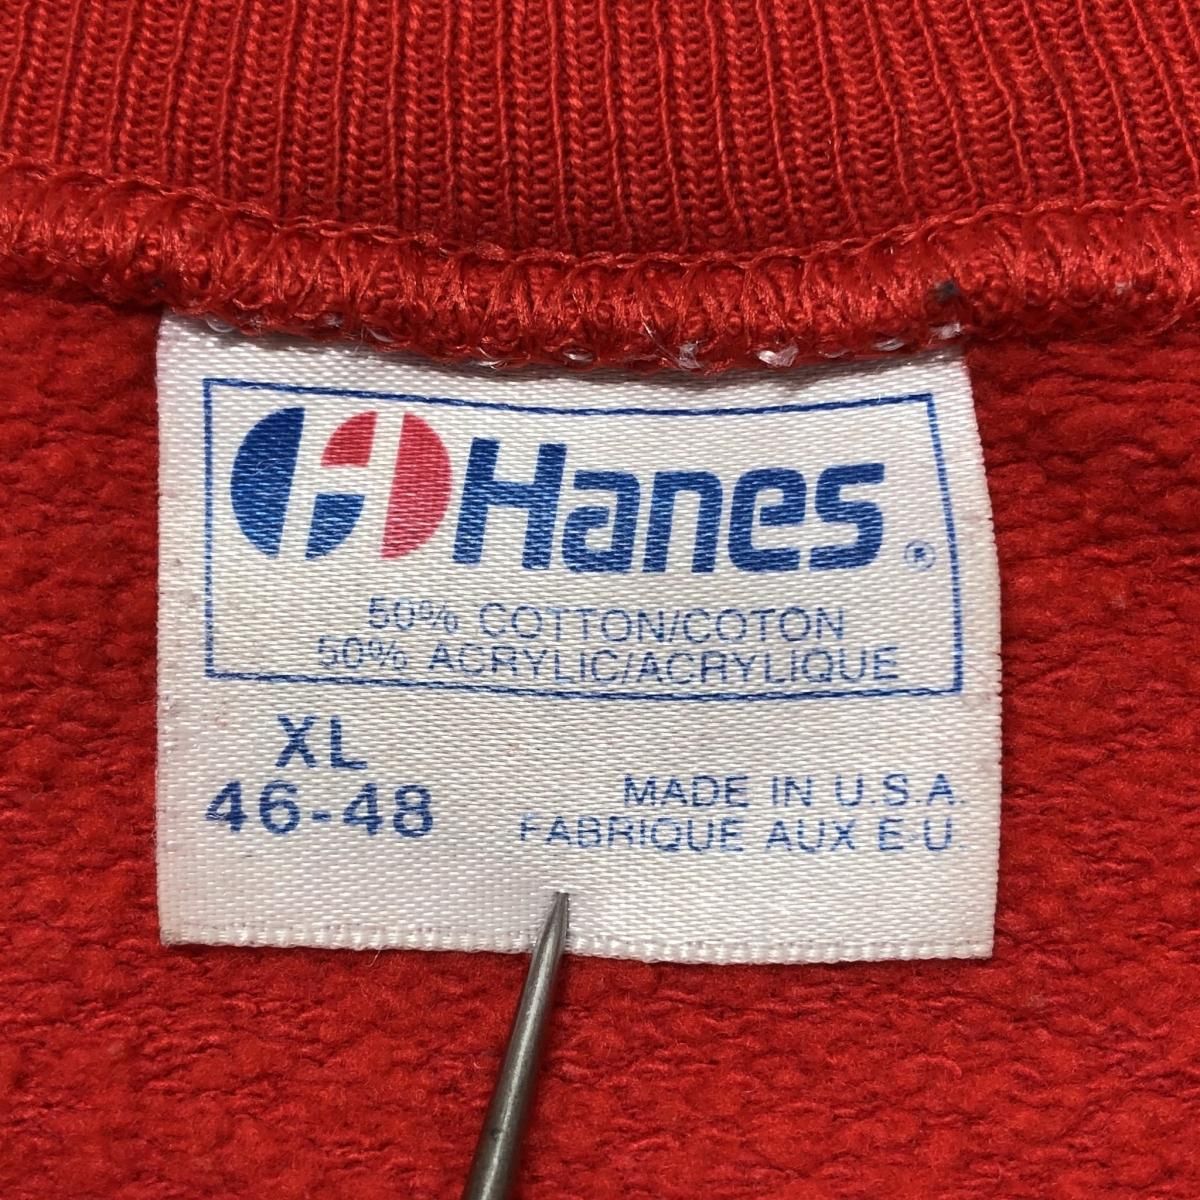 Hanes®
50% COTTON/COTON
50% ACRYLIC/ACRYLIQUE
XL
46-48
MADE IN U.S.A.
FABRIQUE AUX E-U.